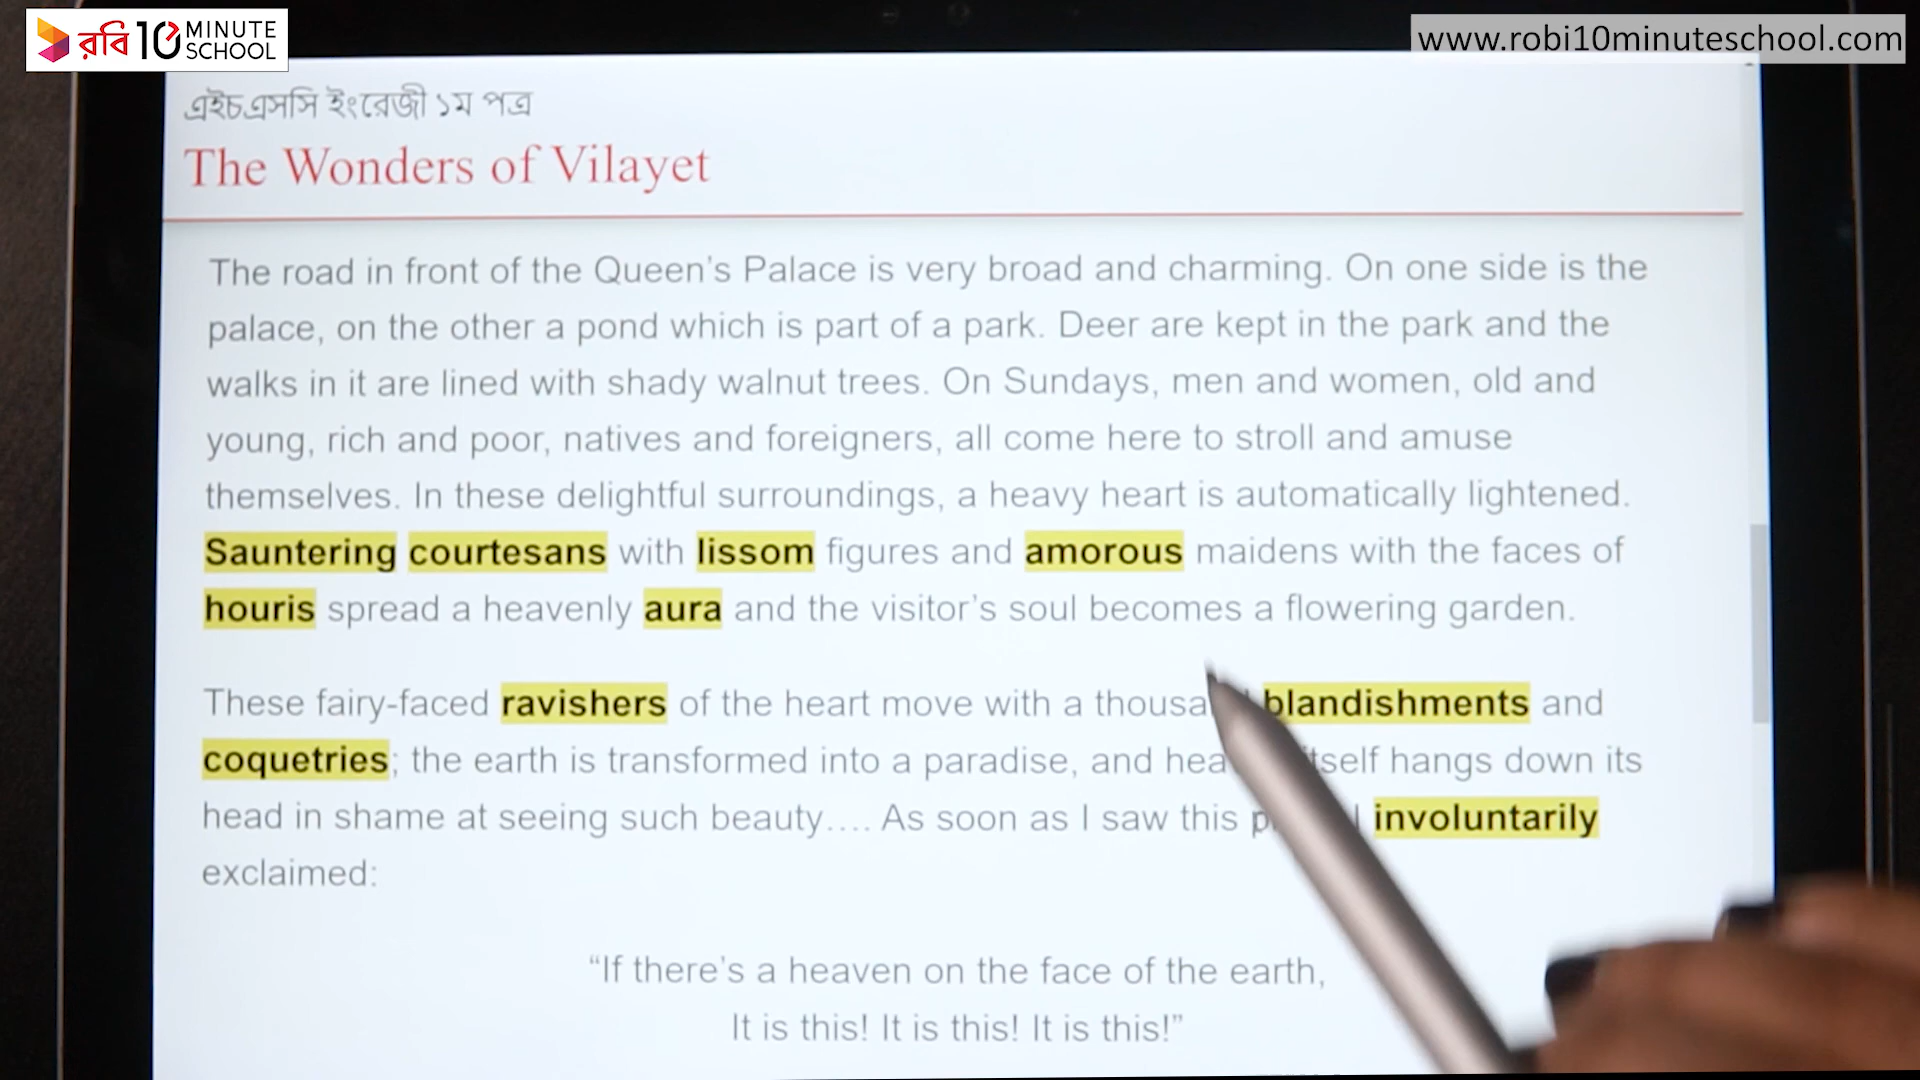 রবি 10 MINUTE SCHOOL
www.robi10minuteschool.com
এইচএসসি ইংরেজী ১ম পত্র
The Wonders of Vilayet
The road in front of the Queen's Palace is very broad and charming. On one side is the
palace, on the other a pond which is part of a park. Deer are kept in the park and the
walks in it are lined with shady walnut trees. On Sundays, men and women, old and
young, rich and poor, natives and foreigners, all come here to stroll and amuse
themselves. In these delightful surroundings, a heavy heart is automatically lightened.
Sauntering courtesans with lissom figures and amorous maidens with the faces of
houris spread a heavenly aura and the visitor's soul becomes a flowering garden.
These fairy-faced ravishers of the heart move with a blandishments and
coquetries; the earth is transformed into a paradise, and itself hangs down its
head in shame at seeing such beauty.... As soon as I saw this I involuntarily
exclaimed:
“If there's a heaven on the face of the earth,
It is this! It is this! It is this!”